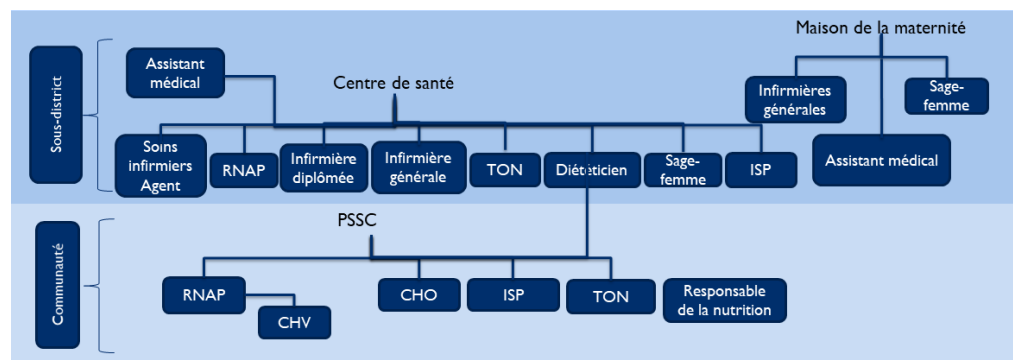 Maison de la maternité
Sous-district
Assistant
médical
Centre de santé
Infirmières
générales
Sage-
femme
Soins
infirmiers
Agent
RNAP
Infirmière
diplômée
Infirmière
générale
TON
Diététicien
Sage-
femme
ISP
Assistant médical
Communauté
PSSC
RNAP
CHV
CHO
ISP
TON
Responsable
de la nutrition